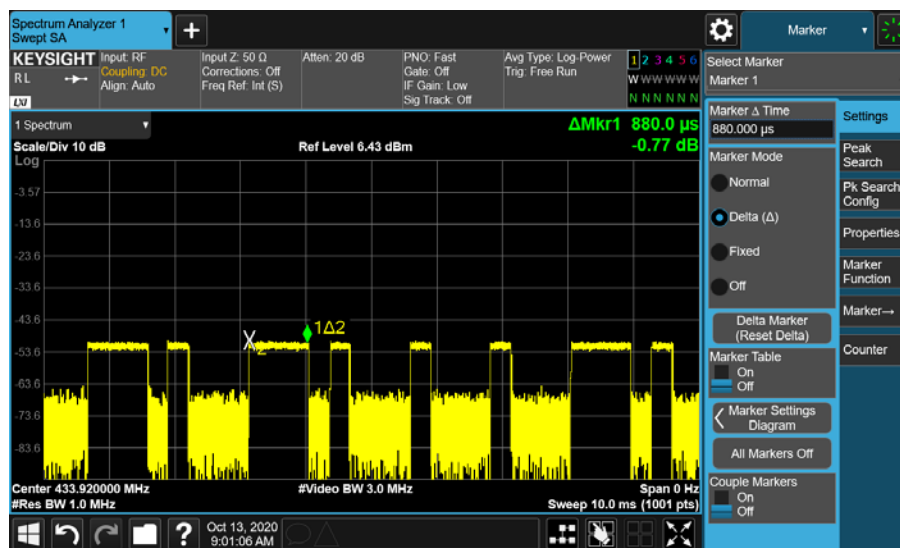 Spectrum Analyzer 1
Swept SA
Marker
KEYSIGHT
RL
LXI
Input: RF
Coupling: DC
Align: Auto
Input Z: 50 Ω
Corrections: Off
Freq Ref: Int (S)
Atten: 20 dB
PNO: Fast
Gate: Off
IF Gain: Low
Sig Track: Off
Avg Type: Log-Power
Trig: Free Run
1 2 3 4 5 6
W W W W W W
N N N N N N
Select Marker
Marker 1
1 Spectrum
Scale/Div 10 dB
Ref Level 6.43 dBm
ΔMkr1 880.0 µs
-0.77 dB
Log
-3.57
-13.6
-23.6
-33.6
-43.6
-53.6
-63.6
-73.6
-83.6
X2
1Δ2
Center 433.920000 MHz
#Res BW 1.0 MHz
#Video BW 3.0 MHz
Span 0 Hz
Sweep 10.0 ms (1001 pts)
Marker Δ Time
880.000 µs
Marker Mode
Normal
Delta (Δ)
Fixed
Off
Delta Marker
(Reset Delta)
Marker Table
On
Off
Marker Settings
Diagram
All Markers Off
Couple Markers
On
Off
Settings
Peak
Search
Pk Search
Config
Properties
Marker
Function
Marker→
Counter
?
Oct 13, 2020
9:01:06 AM